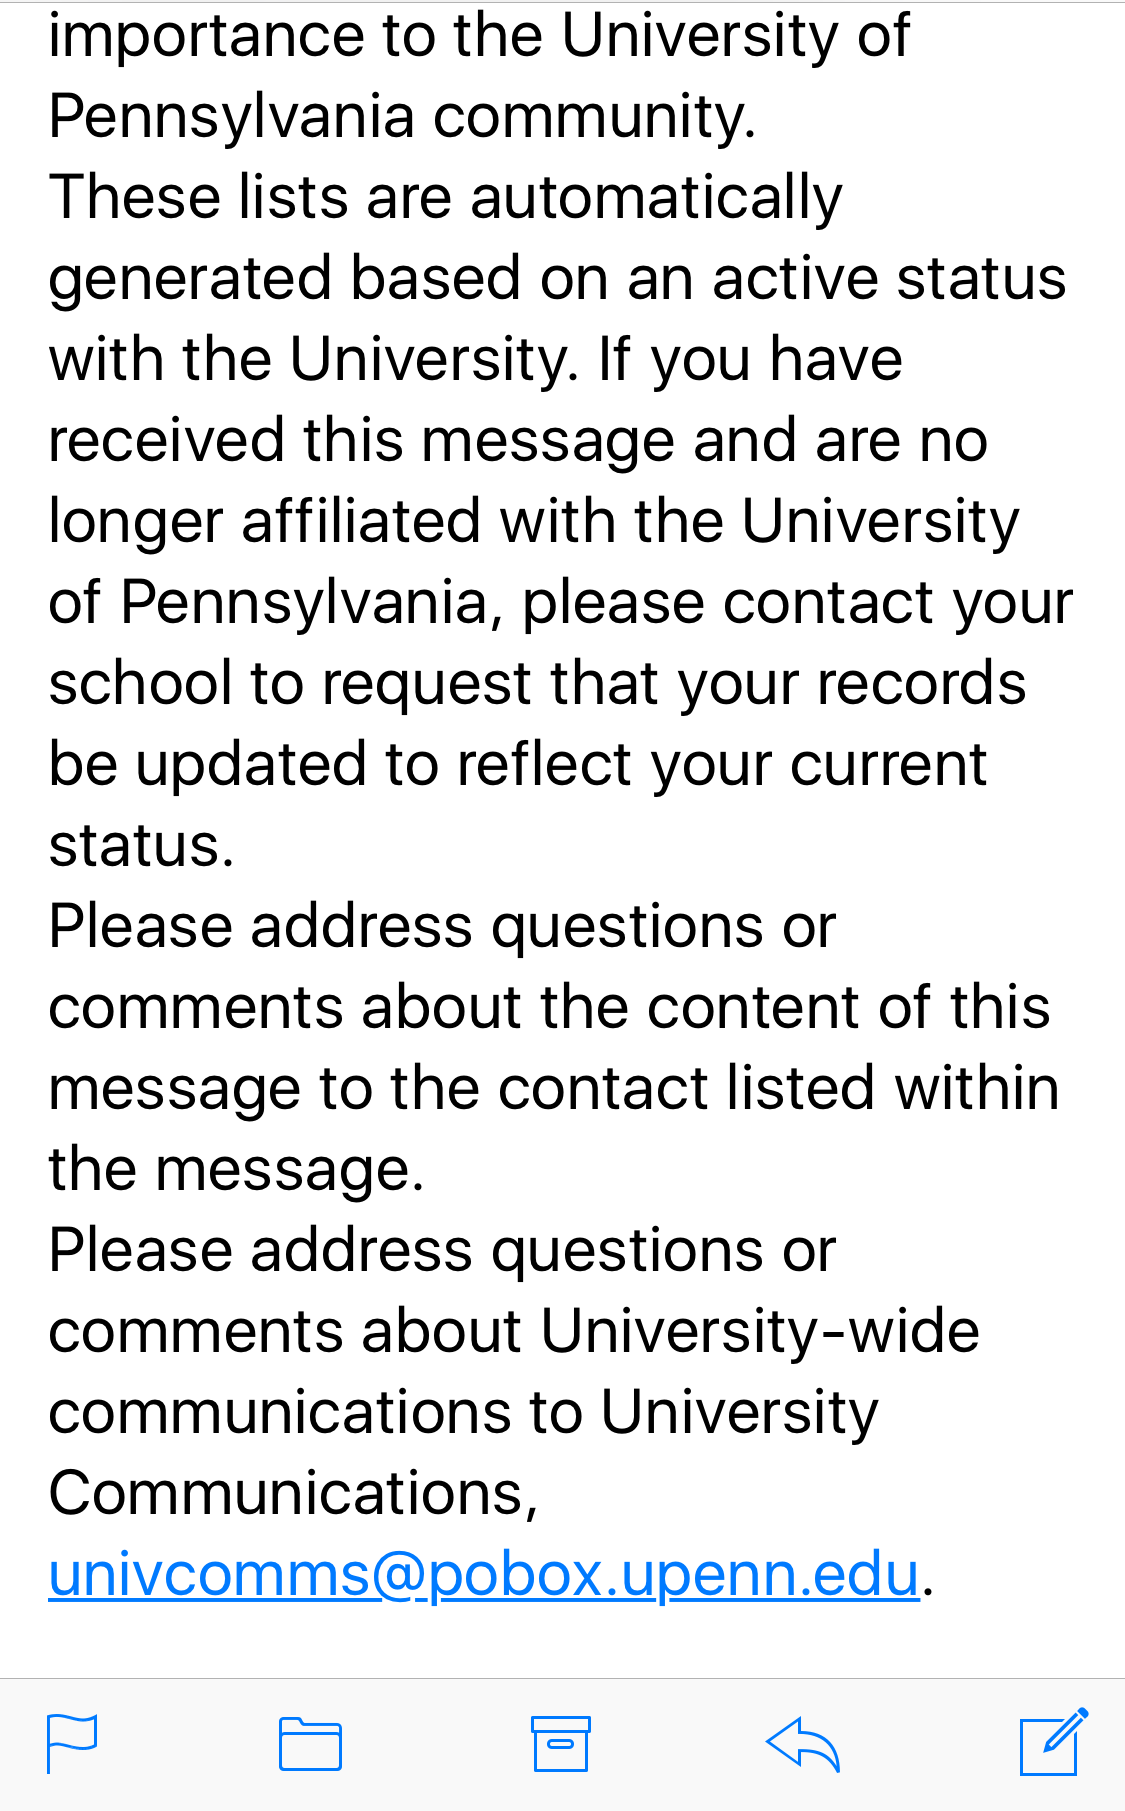 importance to the University of
Pennsylvania community.
These lists are automatically
generated based on an active status
with the University. If you have
received this message and are no
longer affiliated with the University
of Pennsylvania, please contact your
school to request that your records
be updated to reflect your current
status.
Please address questions or
comments about the content of this
message to the contact listed within
the message.
Please address questions or
comments about University-wide
communications to University
Communications,
univcomms@pobox.upenn.edu.